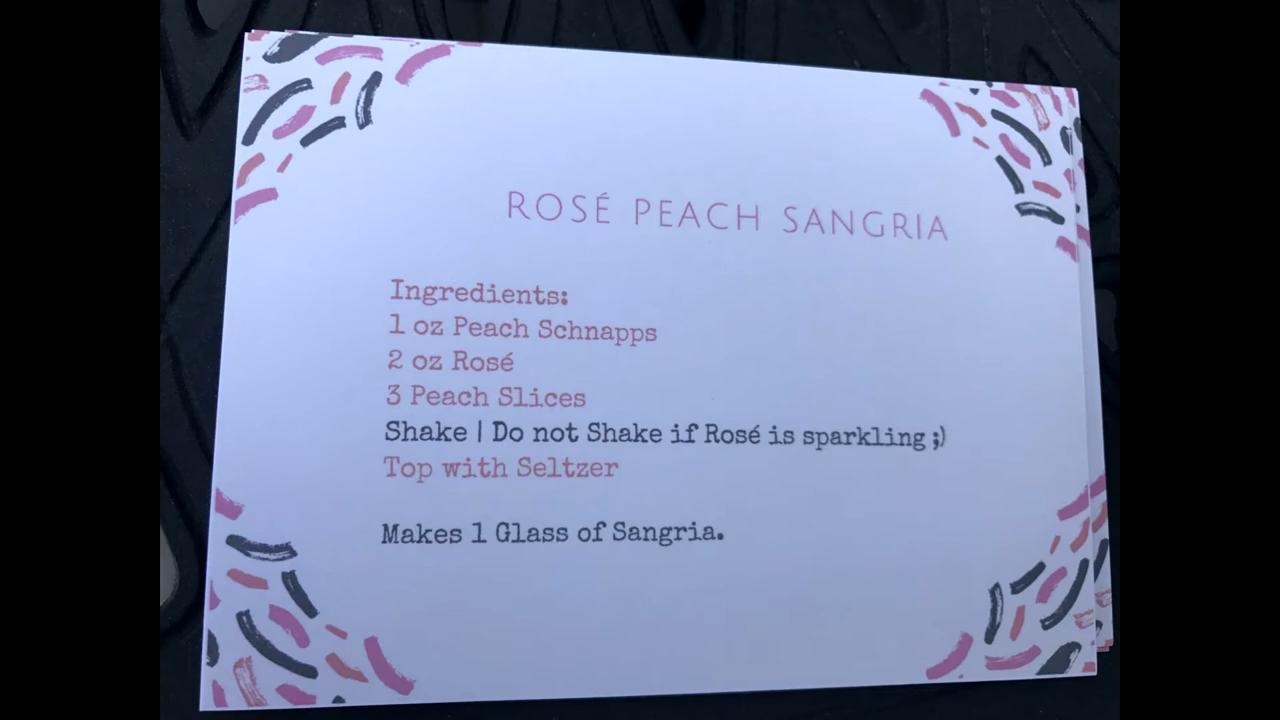 ROSÉ PEACH SANGRIA
Ingredients:
1 oz Peach Schnapps
2 oz Rosé
3 Peach Slices
Shake | Do not Shake if Rosé is sparkling ;)
Top with Seltzer
Makes 1 Glass of Sangria.